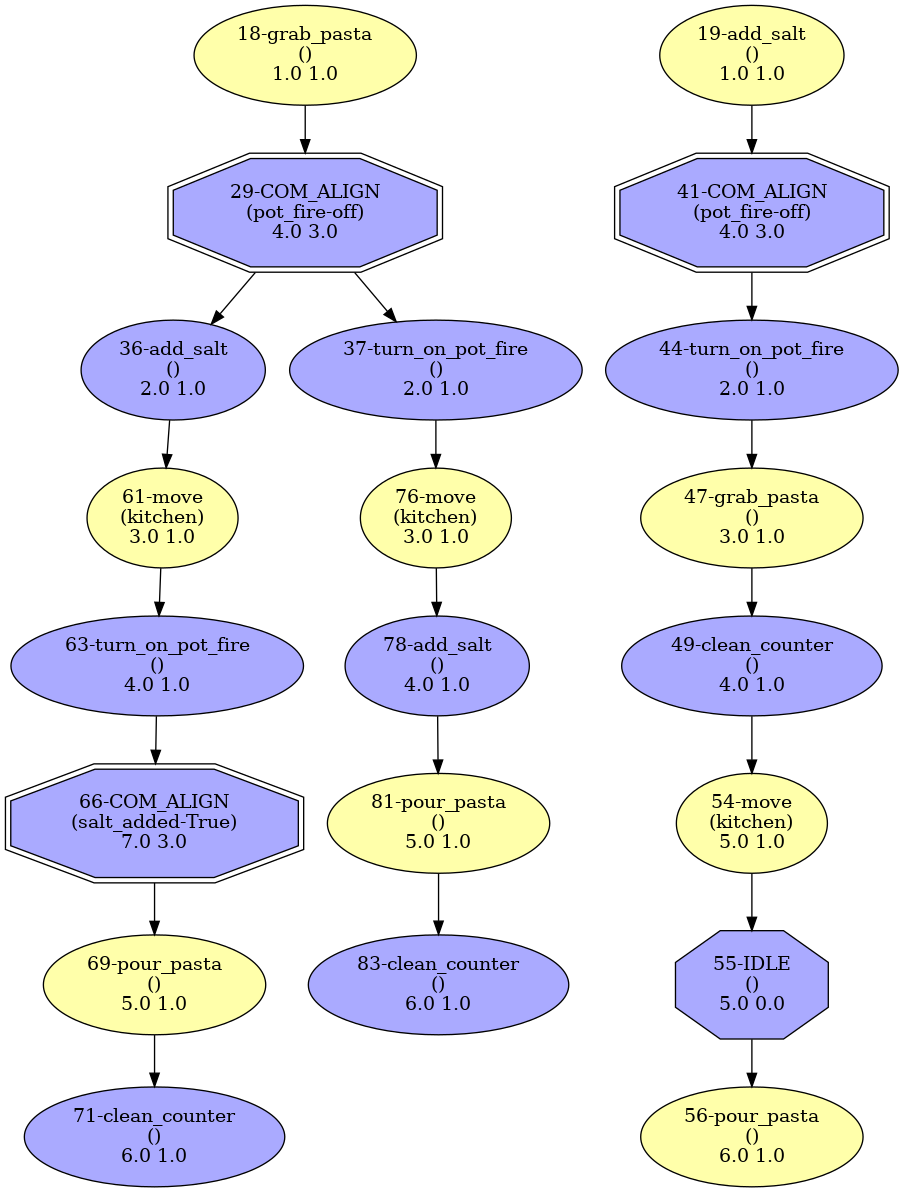 18-grab_pasta
()
1.0 1.0
19-add_salt
()
1.0 1.0
29-COM_ALIGN
(pot_fire-off)
4.0 3.0
41-COM_ALIGN
(pot_fire-off)
4.0 3.0
36-add_salt
()
2.0 1.0
37-turn_on_pot_fire
()
2.0 1.0
44-turn_on_pot_fire
()
2.0 1.0
61-move
(kitchen)
3.0 1.0
76-move
(kitchen)
3.0 1.0
47-grab_pasta
()
3.0 1.0
63-turn_on_pot_fire
()
4.0 1.0
78-add_salt
()
4.0 1.0
49-clean_counter
()
4.0 1.0
66-COM_ALIGN
(salt_added-True)
7.0 3.0
81-pour_pasta
()
5.0 1.0
54-move
(kitchen)
5.0 1.0
69-pour_pasta
()
5.0 1.0
83-clean_counter
()
6.0 1.0
55-IDLE
()
5.0 0.0
71-clean_counter
()
6.0 1.0
56-pour_pasta
()
6.0 1.0